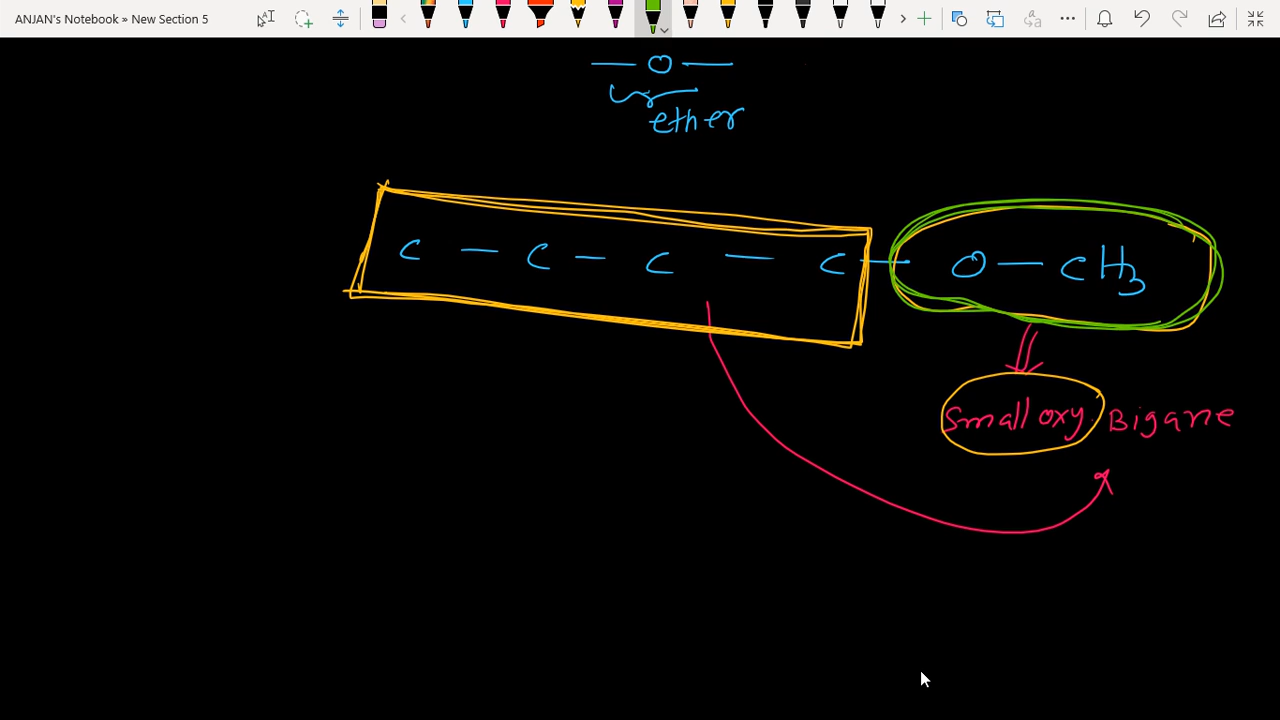 ANJAN's Notebook » New Section 5
— O —
ether
C — C — C — C — O — CH3
Small oxy Bigane